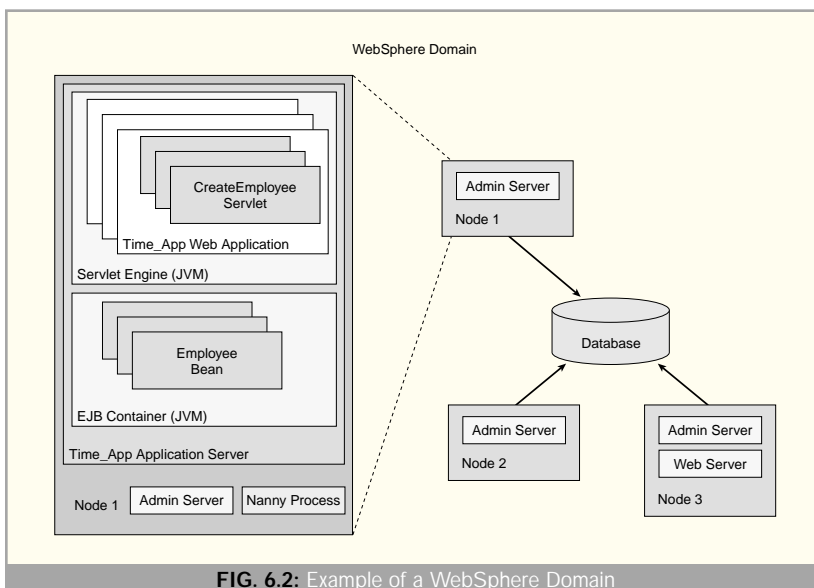 WebSphere Domain
CreateEmployee
Servlet
Time_App Web Application
Servlet Engine (JVM)
Employee
Bean
EJB Container (JVM)
Time_App Application Server
Node 1
Admin Server
Nanny Process
Admin Server
Node 1
Database
Admin Server
Node 2
Admin Server
Web Server
Node 3
FIG. 6.2: Example of a WebSphere Domain